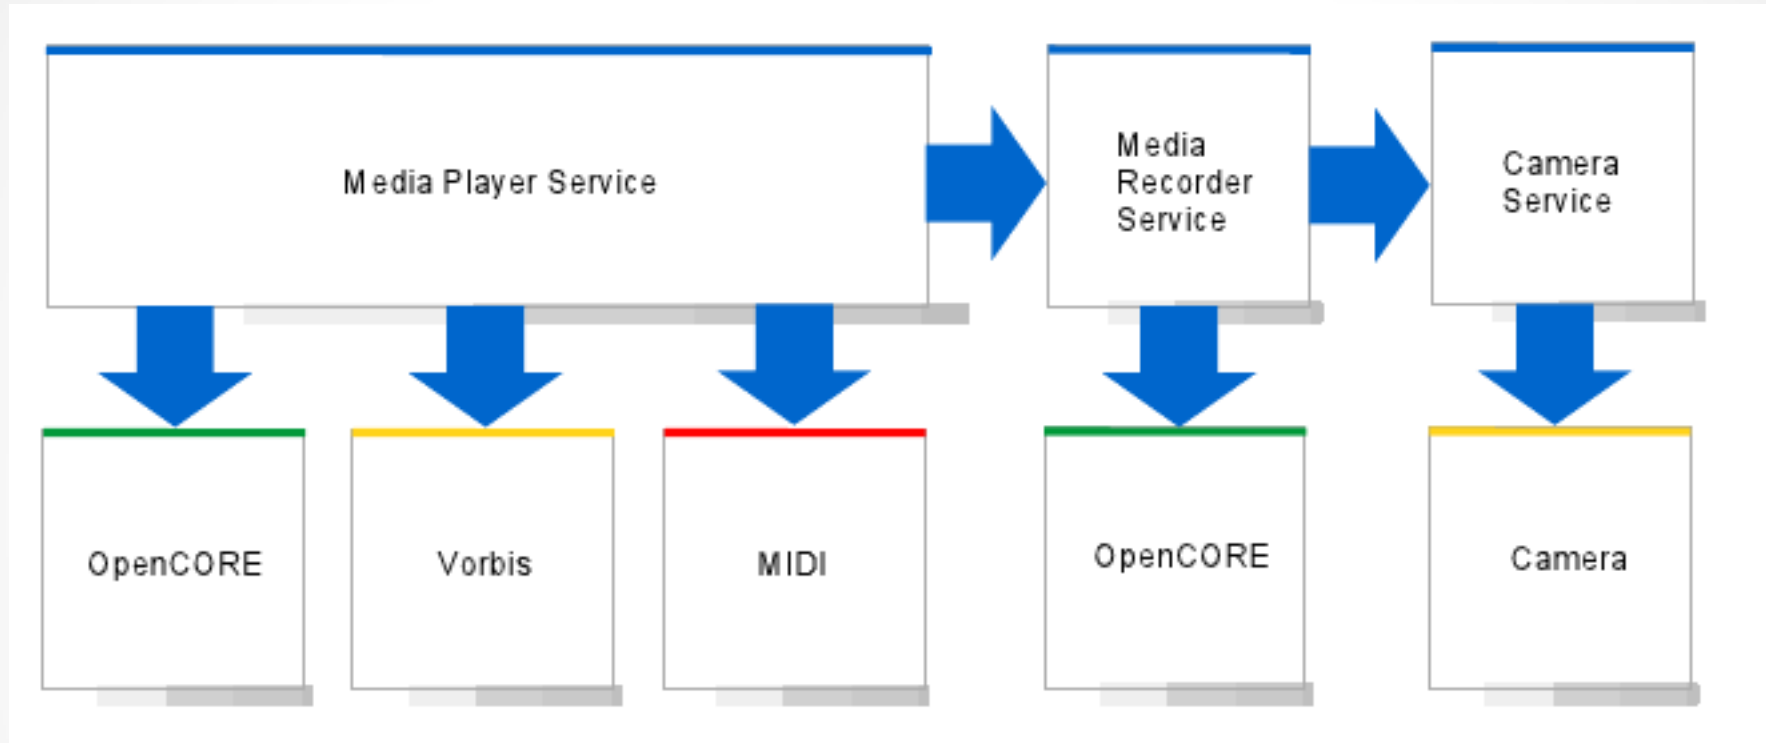 Media Player Service
Media
Recorder
Service
Camera
Service
OpenCORE
Vorbis
MIDI
OpenCORE
Camera